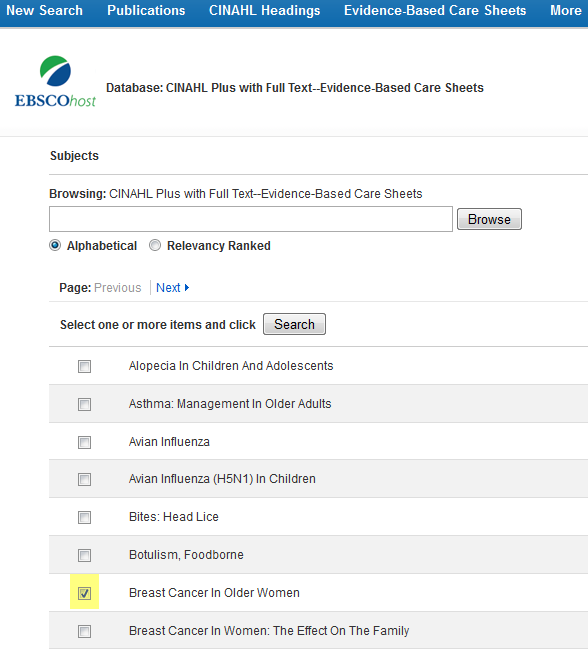 New Search Publications CINAHL Headings Evidence-Based Care Sheets More
EBSCOhost
Database: CINAHL Plus with Full Text--Evidence-Based Care Sheets
Subjects
Browsing: CINAHL Plus with Full Text--Evidence-Based Care Sheets
Browse
Alphabetical Relevancy Ranked
Page: Previous Next
Select one or more items and click Search
Alopecia In Children And Adolescents
Asthma: Management In Older Adults
Avian Influenza
Avian Influenza (H5N1) In Children
Bites: Head Lice
Botulism, Foodborne
Breast Cancer In Older Women
Breast Cancer In Women: The Effect On The Family